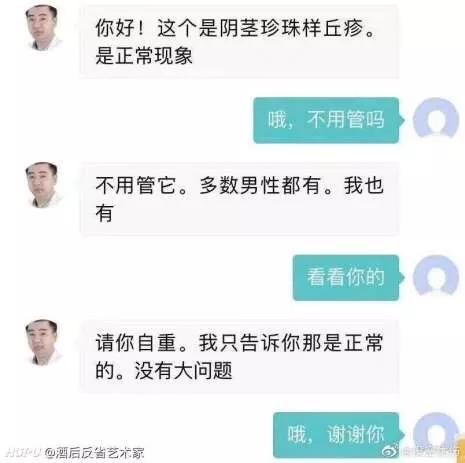 你好！这个是阴茎珍珠样丘疹。
是正常现象
哦，不用管吗
不用管它。多数男性都有。我也
有
看看你的
请你自重。我只告诉你那是正常
的。没有大问题
哦，谢谢你
HUPU @酒后反省艺术家